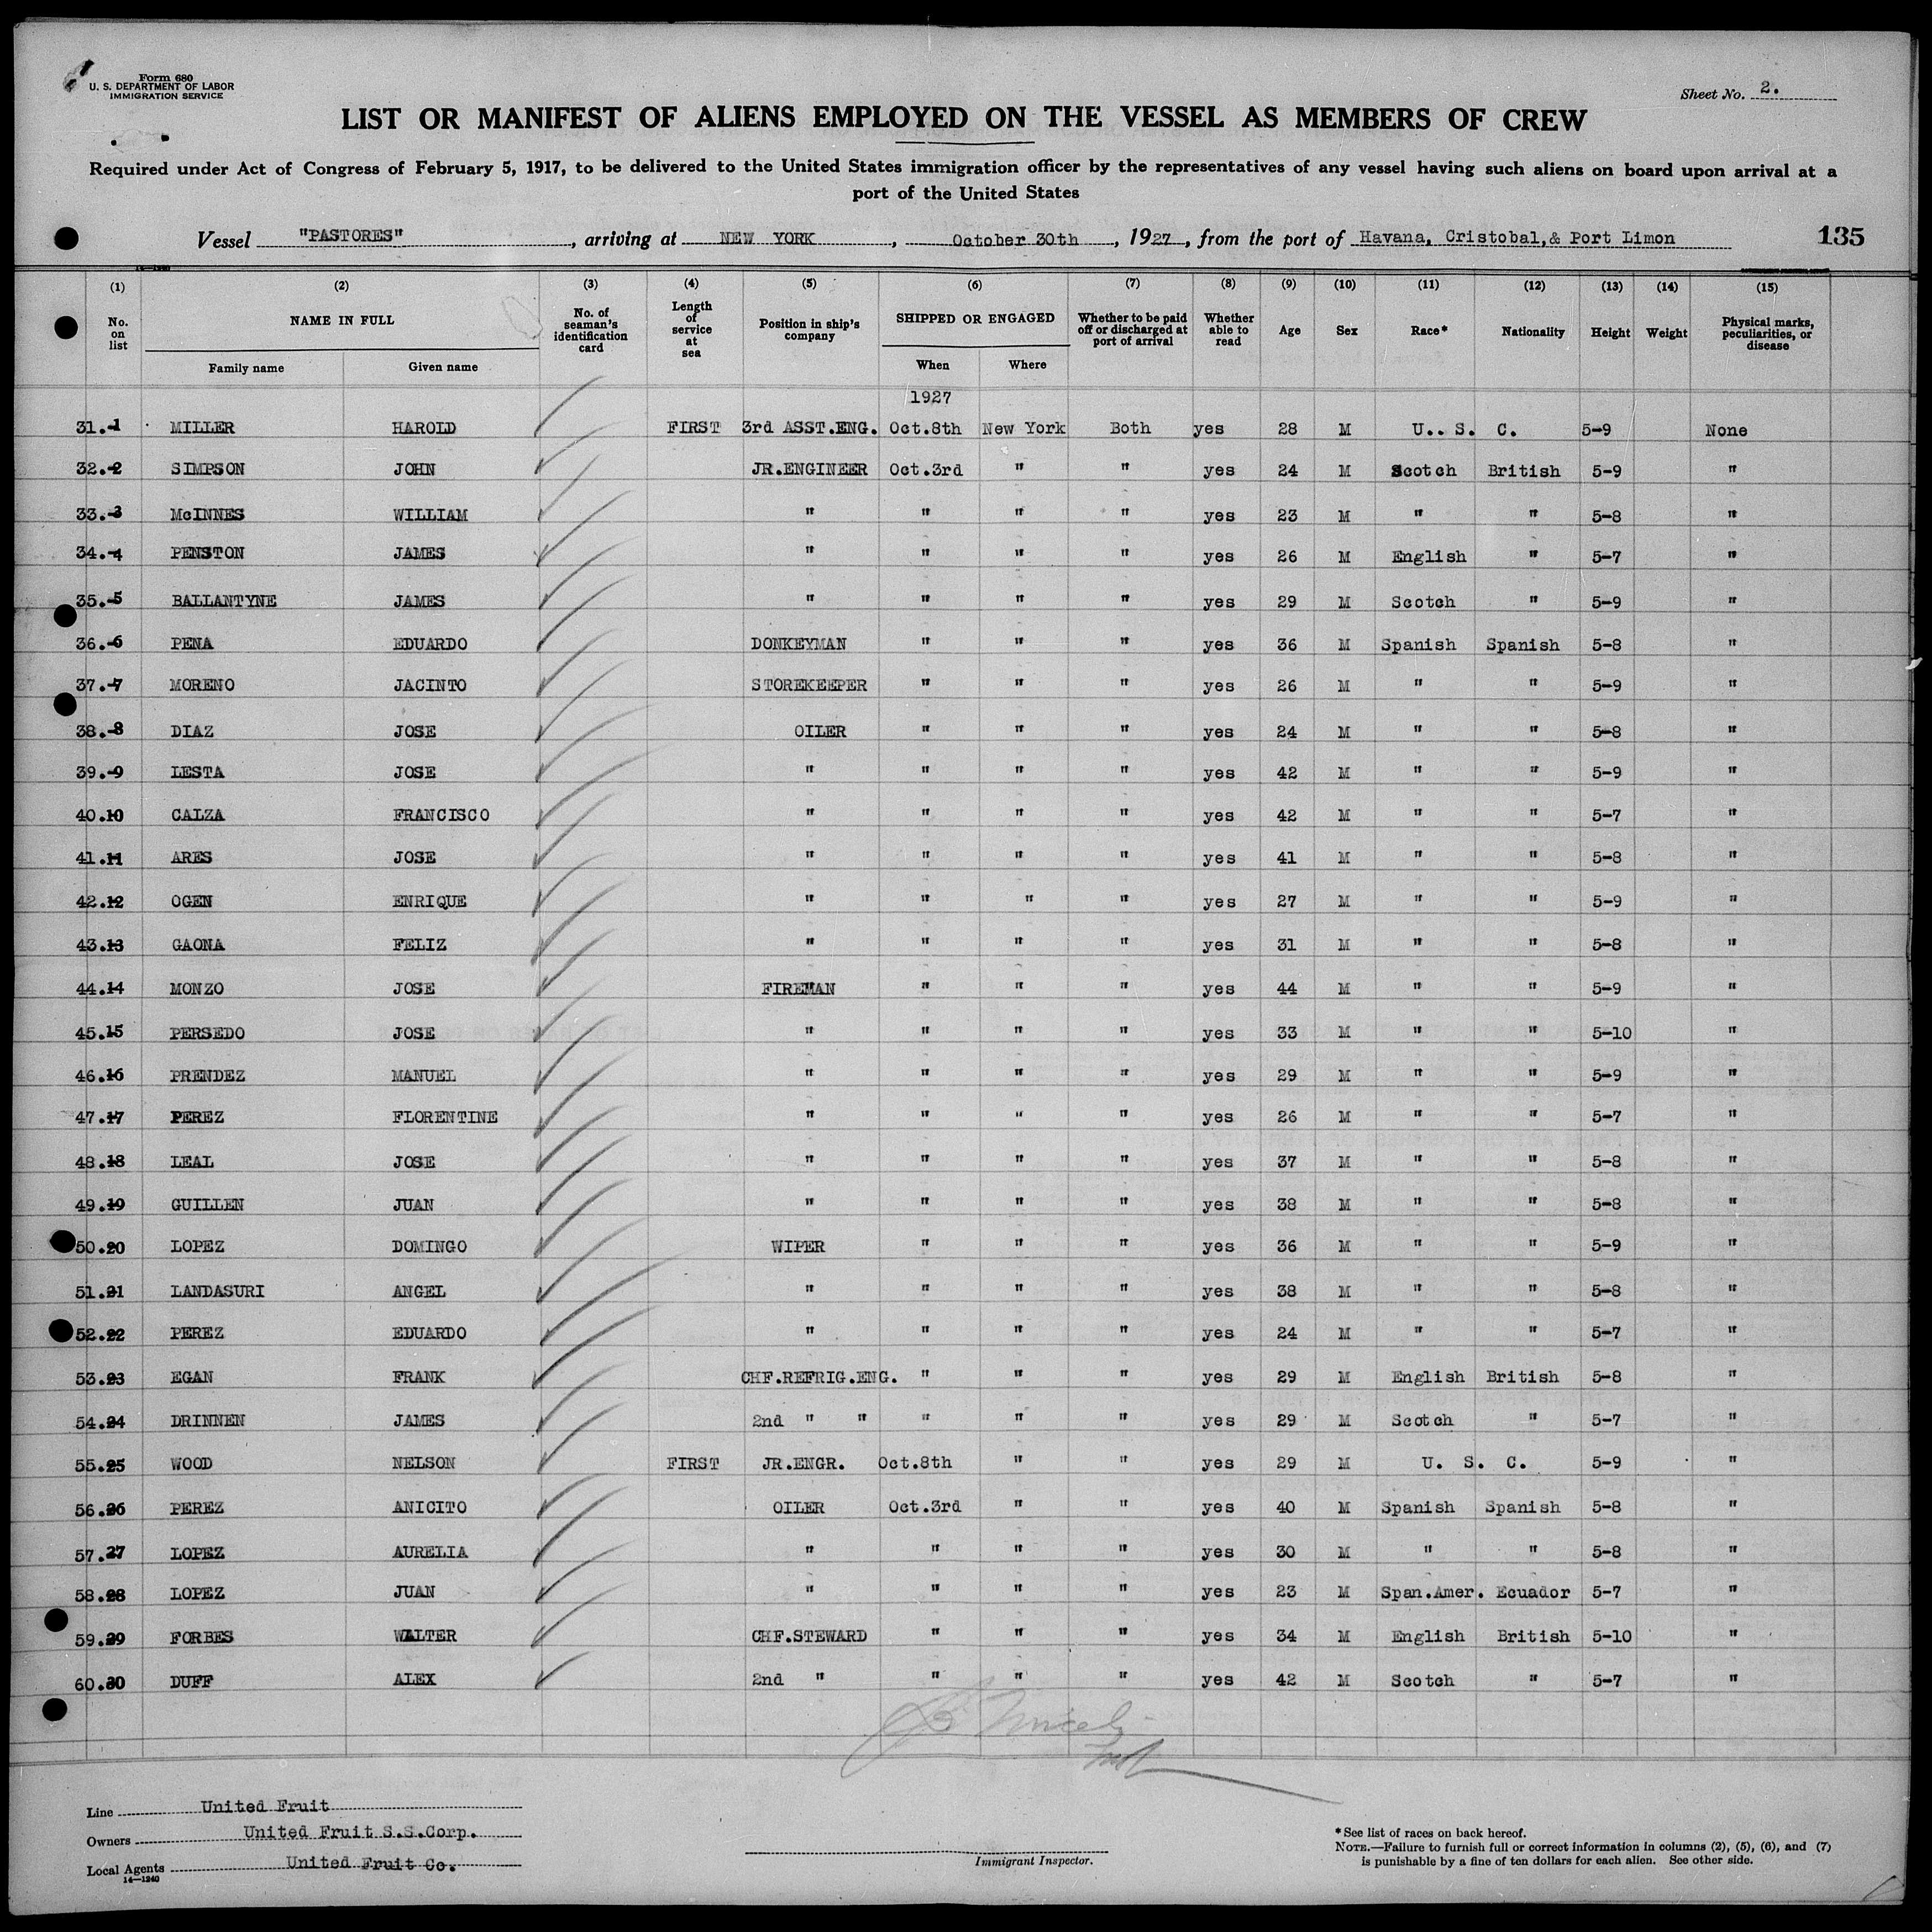 Form 680
U. S. DEPARTMENT OF LABOR
IMMIGRATION SERVICE
Sheet No. 2.
LIST OR MANIFEST OF ALIENS EMPLOYED ON THE VESSEL AS MEMBERS OF CREW
Required under Act of Congress of February 5, 1917, to be delivered to the United States immigration officer by the representatives of any vessel having such aliens on board upon arrival at a
port of the United States
Vessel "PASTORES", arriving at NEW YORK, October 30th, 1927, from the port of Havana, Cristobal,& Port Limon 135
(1) (2) (3) (4) (5) (6) (7) (8) (9) (10) (11) (12) (13) (14) (15)
No. on list NAME IN FULL No. of seaman's identification card Length of service at sea Position in ship's company SHIPPED OR ENGAGED Whether to be paid off or discharged at port of arrival Whether able to read Age Sex Race* Nationality Height Weight Physical marks, peculiarities, or disease
Family name Given name When Where
1927
31.1 MILLER HAROLD FIRST 3rd ASST.ENG. Oct.8th New York Both yes 28 M U.. S. C. 5-9 None
32.2 SIMPSON JOHN JR.ENGINEER Oct.3rd " " yes 24 M Scotch British 5-9 "
33.3 McINNES WILLIAM " " " " yes 23 M " " 5-8 "
34.4 PENSTON JAMES " " " " yes 26 M English " 5-7 "
35.5 BALLANTYNE JAMES " " " " yes 29 M Scotch " 5-9 "
36.6 PENA EDUARDO DONKEYMAN " " " yes 36 M Spanish Spanish 5-8 "
37.7 MORENO JACINTO STOREKEEPER " " " yes 26 M " " 5-9 "
38.8 DIAZ JOSE OILER " " " yes 24 M " " 5-8 "
39.9 LESTA JOSE " " " " yes 42 M " " 5-9 "
40.10 CALZA FRANCISCO " " " " yes 42 M " " 5-7 "
41.11 ARES JOSE " " " " yes 41 M " " 5-8 "
42.12 OGEN ENRIQUE " " " " yes 27 M " " 5-9 "
43.13 GAONA FELIZ " " " " yes 31 M " " 5-8 "
44.14 MONZO JOSE FIREMAN " " " yes 44 M " " 5-9 "
45.15 PERSEDO JOSE " " " " yes 33 M " " 5-10 "
46.16 PRENDEZ MANUEL " " " " yes 29 M " " 5-9 "
47.17 PEREZ FLORENTINE " " " " yes 26 M " " 5-7 "
48.18 LEAL JOSE " " " " yes 37 M " " 5-8 "
49.19 GUILLEN JUAN " " " " yes 38 M " " 5-8 "
50.20 LOPEZ DOMINGO WIPER " " " yes 36 M " " 5-9 "
51.21 LANDASURI ANGEL " " " " yes 38 M " " 5-8 "
52.22 PEREZ EDUARDO " " " " yes 24 M " " 5-7 "
53.23 EGAN FRANK CHF.REFRIG.ENG. " " " yes 29 M English British 5-8 "
54.24 DRINNEN JAMES 2nd " " " " " yes 29 M Scotch " 5-7 "
55.25 WOOD NELSON FIRST JR.ENGR. Oct.8th " " yes 29 M U. S. C. 5-9 "
56.26 PEREZ ANICITO OILER Oct.3rd " " yes 40 M Spanish Spanish 5-8 "
57.27 LOPEZ AURELIA " " " " yes 30 M " " 5-8 "
58.28 LOPEZ JUAN " " " " yes 23 M Span.Amer. Ecuador 5-7 "
59.29 FORBES WALTER CHF.STEWARD " " " yes 34 M English British 5-10 "
60.30 DUFF ALEX 2nd " " " " yes 42 M Scotch " 5-7 "
Line United Fruit
Owners United Fruit S.S.Corp.
Local Agents United Fruit Co.
14—1240
Immigrant Inspector.
* See list of races on back hereof.
NOTE.—Failure to furnish full or correct information in columns (2), (5), (6), and (7)
is punishable by a fine of ten dollars for each alien. See other side.